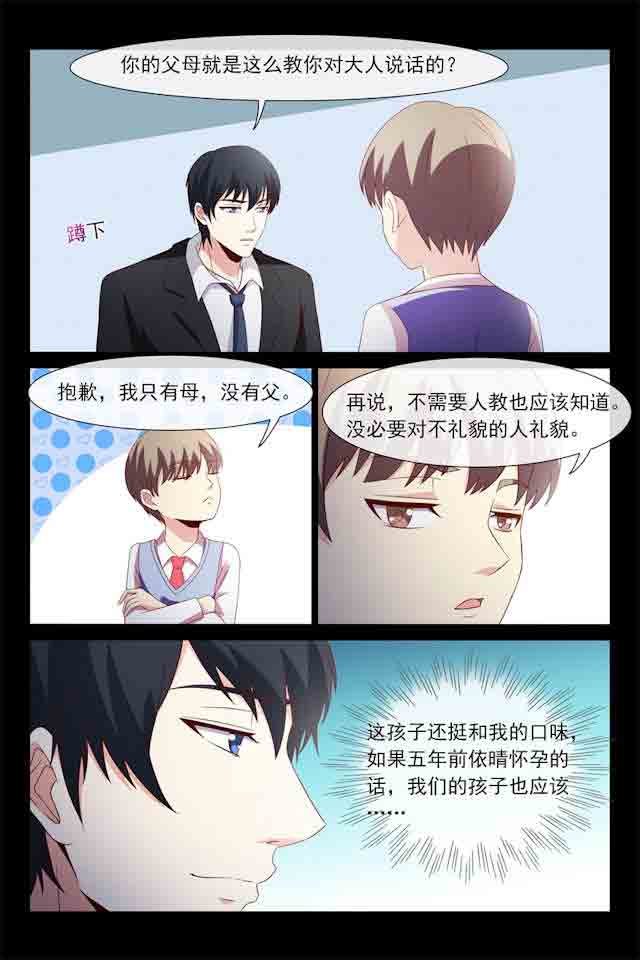 你的父母就是这么教你对大人说话的？
蹲下
抱歉，我只有母，没有父。
再说，不需要人教也应该知道。
没必要对不礼貌的人礼貌。
这孩子还挺和我的口味，
如果五年前依晴怀孕的
话，我们的孩子也应该
……